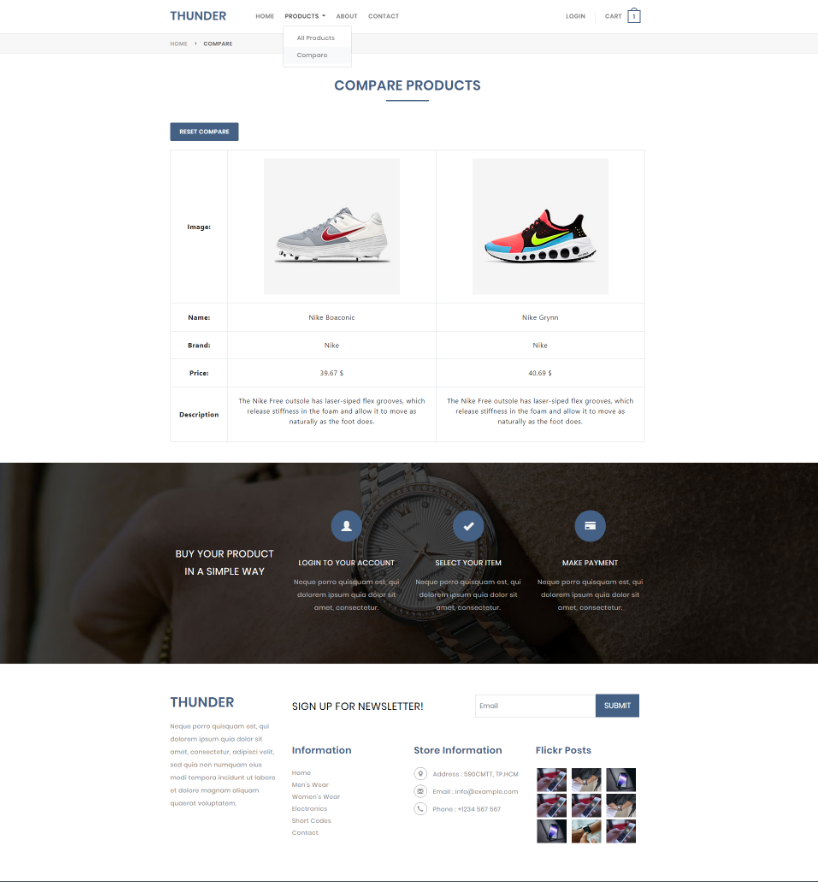 THUNDER
HOME PRODUCTS ABOUT CONTACT
LOGIN CART 1
All Products
Compare
HOME COMPARE
COMPARE PRODUCTS
RESET COMPARE
Image:
Name: Nike Boaconic Nike Grynn
Brand: Nike Nike
Price: 39.67 $ 40.69 $
Description
The Nike Free outsole has laser-siped flex grooves, which
release stiffness in the foam and allow it to move as
naturally as the foot does.
The Nike Free outsole has laser-siped flex grooves, which
release stiffness in the foam and allow it to move as
naturally as the foot does.
BUY YOUR PRODUCT
IN A SIMPLE WAY
LOGIN TO YOUR ACCOUNT
Neque porro quisquam est, qui
dolorem ipsum quia dolor sit
amet, consectetur.
SELECT YOUR ITEM
Neque porro quisquam est, qui
dolorem ipsum quia dolor sit
amet, consectetur.
MAKE PAYMENT
Neque porro quisquam est, qui
dolorem ipsum quia dolor sit
amet, consectetur.
THUNDER
Neque porro quisquam est, qui
dolorem ipsum quia dolor sit
amet, consectetur, adipisci velit,
sed quia non numquam eius
modi tempora incidunt ut labore
et dolore magnam aliquam
quaerat voluptatem.
SIGN UP FOR NEWSLETTER!
Email
SUBMIT
Information
Home
Men's Wear
Women's Wear
Electronics
Short Codes
Contact
Store Information
Address : 590CMTT, TP.HCM
Email : info@example.com
Phone : +1234 567 567
Flickr Posts